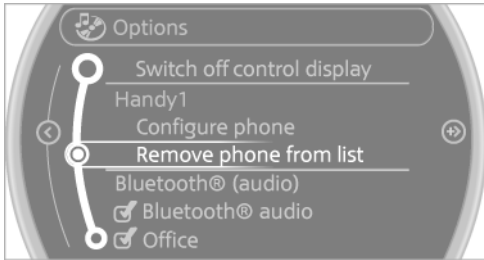 Options
Switch off control display
Handy1
Configure phone
Remove phone from list
Bluetooth® (audio)
Bluetooth® audio
Office